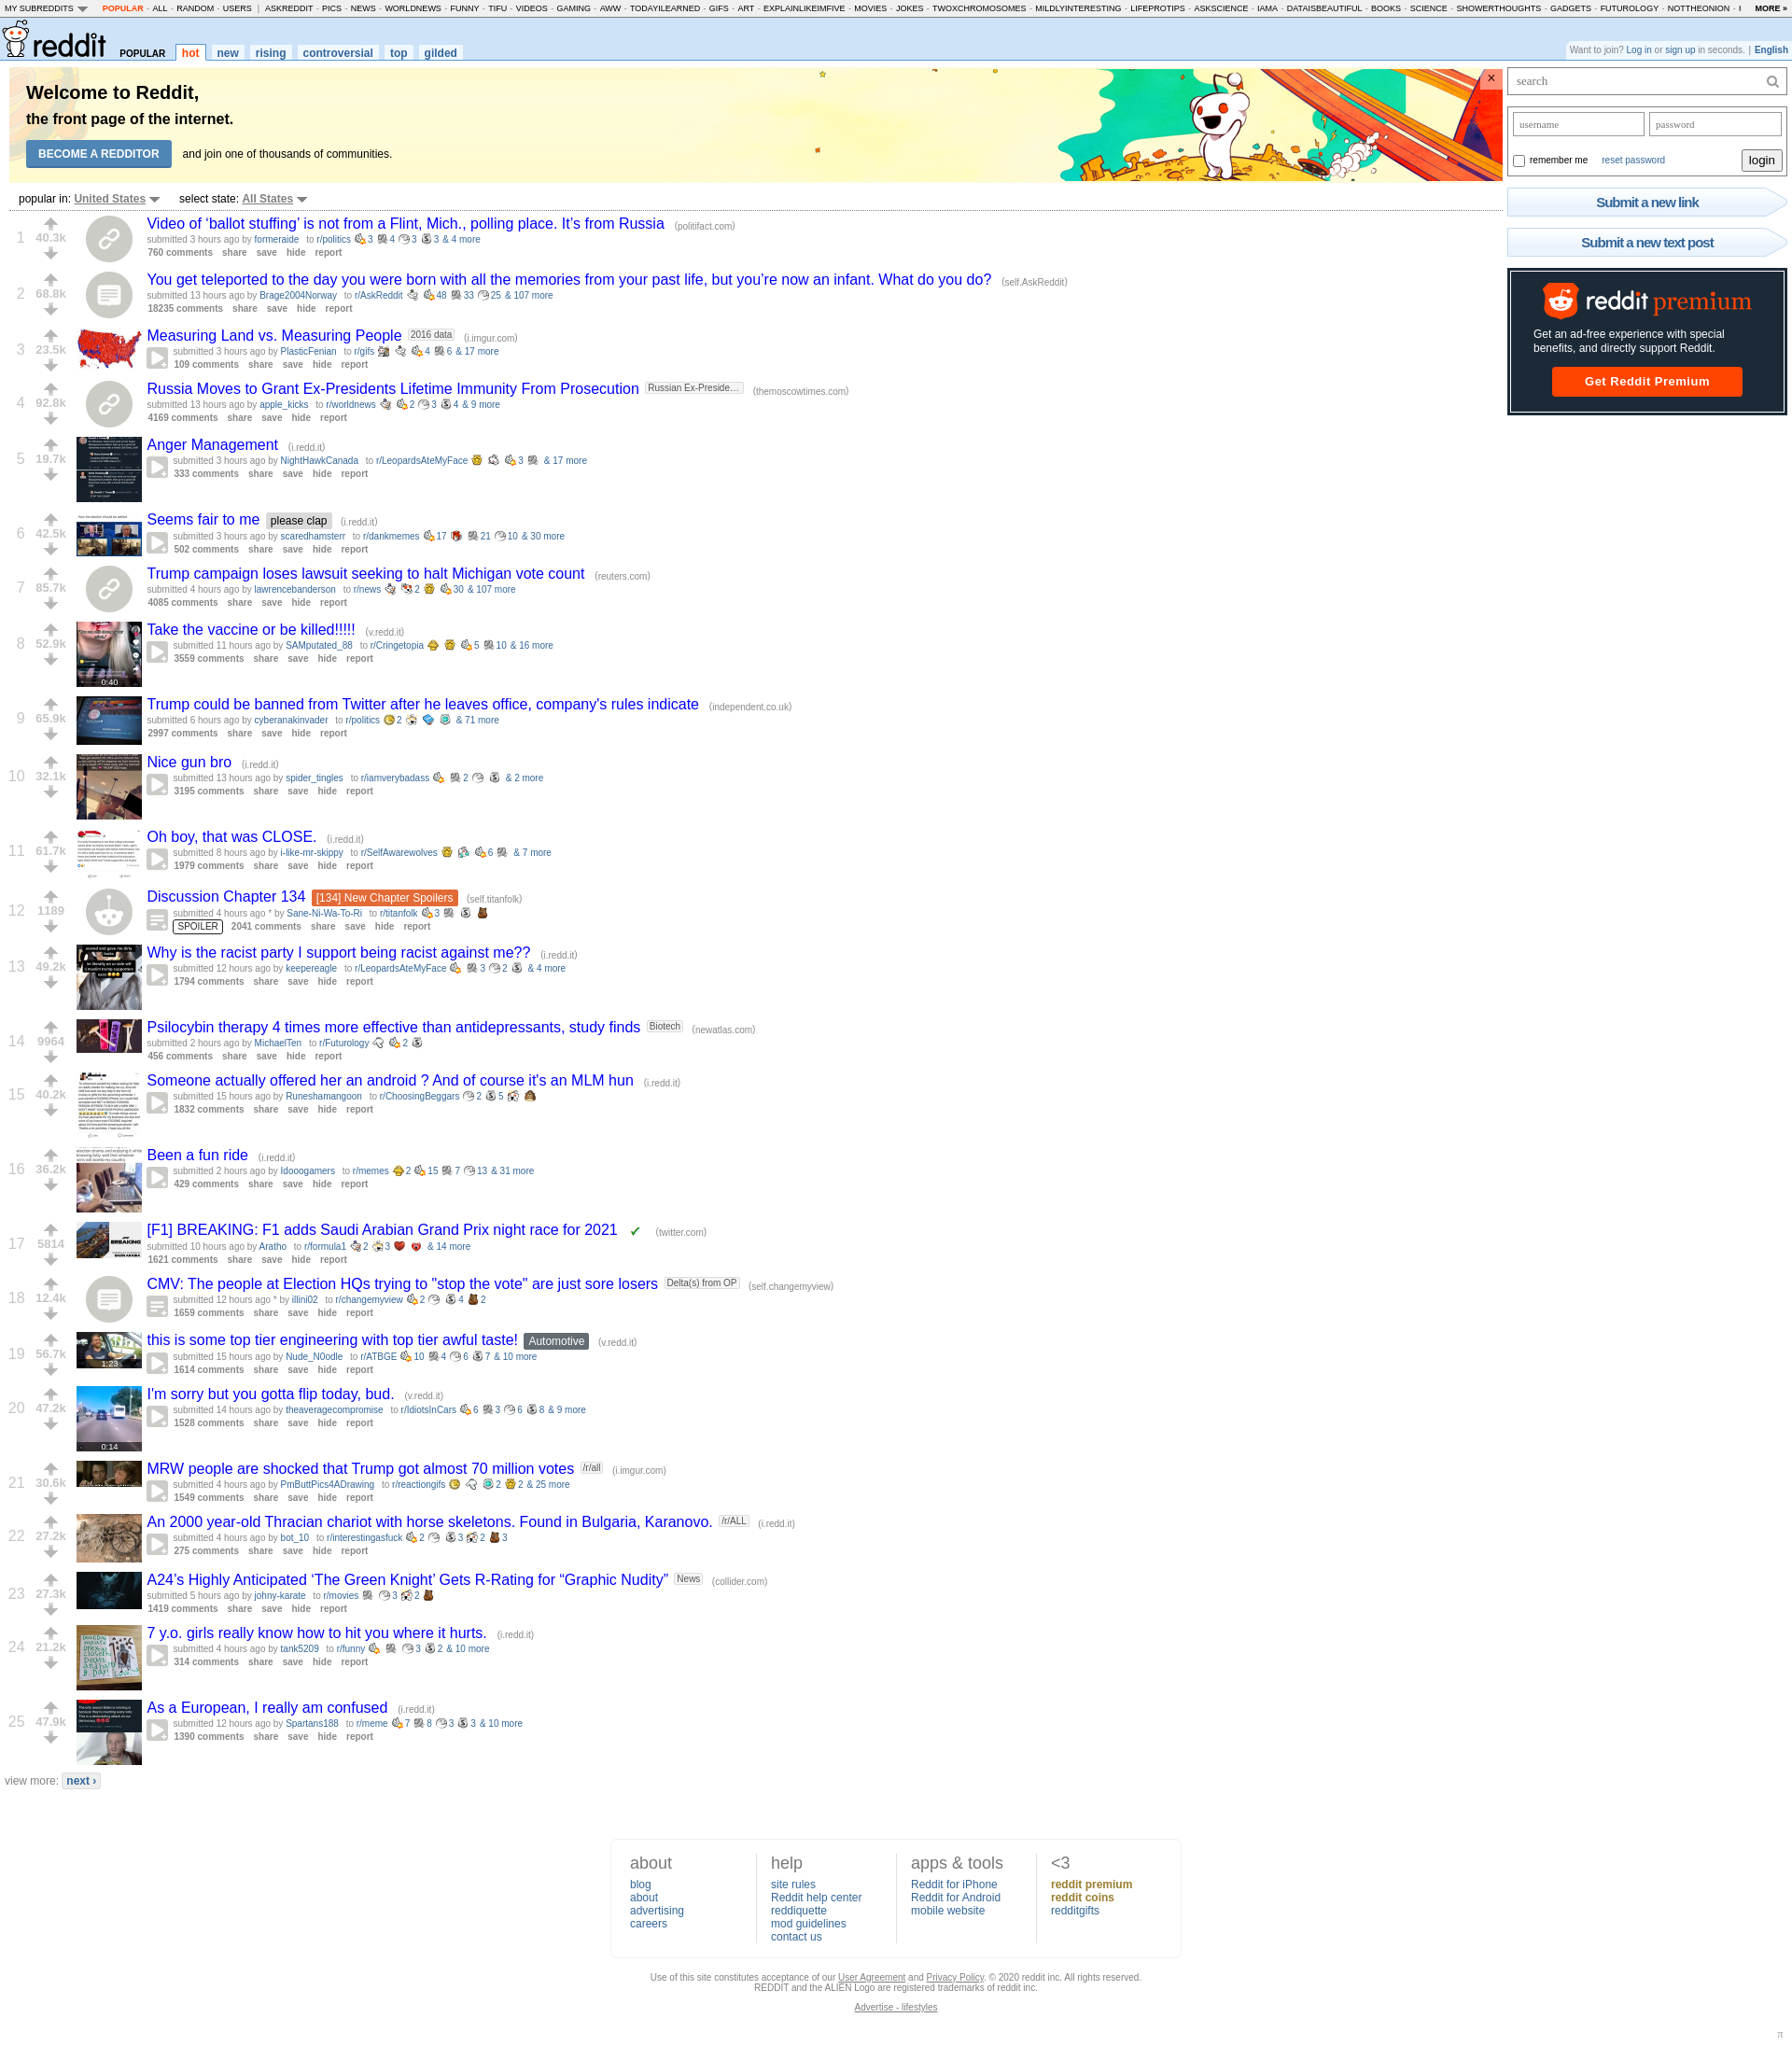 MY SUBREDDITS POPULAR - ALL - RANDOM - USERS | ASKREDDIT - PICS - NEWS - WORLDNEWS - FUNNY - TIFU - VIDEOS - GAMING - AWW - TODAYILEARNED - GIFS - ART - EXPLAINLIKEIMFIVE - MOVIES - JOKES - TWOXCHROMOSOMES - MILDLYINTERESTING - LIFEPROTIPS - ASKSCIENCE - IAMA - DATAISBEAUTIFUL - BOOKS - SCIENCE - SHOWERTHOUGHTS - GADGETS - FUTUROLOGY - NOTTHEONION - MORE »
reddit POPULAR hot new rising controversial top gilded
Want to join? Log in or sign up in seconds. | English
Welcome to Reddit,
the front page of the internet.
BECOME A REDDITOR and join one of thousands of communities.
×
search
username password
remember me reset password login
Submit a new link
Submit a new text post
reddit premium
Get an ad-free experience with special
benefits, and directly support Reddit.
Get Reddit Premium
popular in: United States select state: All States
1 40.3k Video of ‘ballot stuffing’ is not from a Flint, Mich., polling place. It’s from Russia (politifact.com)
submitted 3 hours ago by formeraide to r/politics 3 4 3 3 & 4 more
760 comments share save hide report
2 68.8k You get teleported to the day you were born with all the memories from your past life, but you’re now an infant. What do you do? (self.AskReddit)
submitted 13 hours ago by Brage2004Norway to r/AskReddit 48 33 25 & 107 more
18235 comments share save hide report
3 23.5k Measuring Land vs. Measuring People 2016 data (i.imgur.com)
submitted 3 hours ago by PlasticFenian to r/gifs 4 6 & 17 more
109 comments share save hide report
4 92.8k Russia Moves to Grant Ex-Presidents Lifetime Immunity From Prosecution Russian Ex-Preside… (themoscowtimes.com)
submitted 13 hours ago by apple_kicks to r/worldnews 2 3 4 & 9 more
4169 comments share save hide report
5 19.7k Anger Management (i.redd.it)
submitted 3 hours ago by NightHawkCanada to r/LeopardsAteMyFace 3 & 17 more
333 comments share save hide report
6 42.5k Seems fair to me please clap (i.redd.it)
submitted 3 hours ago by scaredhamsterr to r/dankmemes 17 21 10 & 30 more
502 comments share save hide report
7 85.7k Trump campaign loses lawsuit seeking to halt Michigan vote count (reuters.com)
submitted 4 hours ago by lawrencebanderson to r/news 2 30 & 107 more
4085 comments share save hide report
8 52.9k Take the vaccine or be killed!!!!! (v.redd.it)
submitted 11 hours ago by SAMputated_88 to r/Cringetopia 5 10 & 16 more
3559 comments share save hide report
0:40
9 65.9k Trump could be banned from Twitter after he leaves office, company's rules indicate (independent.co.uk)
submitted 6 hours ago by cyberanakinvader to r/politics 2 & 71 more
2997 comments share save hide report
10 32.1k Nice gun bro (i.redd.it)
submitted 13 hours ago by spider_tingles to r/iamverybadass 2 & 2 more
3195 comments share save hide report
11 61.7k Oh boy, that was CLOSE. (i.redd.it)
submitted 8 hours ago by i-like-mr-skippy to r/SelfAwarewolves 6 & 7 more
1979 comments share save hide report
12 1189 Discussion Chapter 134 [134] New Chapter Spoilers (self.titanfolk)
submitted 4 hours ago * by Sane-Ni-Wa-To-Ri to r/titanfolk 3
SPOILER 2041 comments share save hide report
13 49.2k Why is the racist party I support being racist against me?? (i.redd.it)
submitted 12 hours ago by keepereagle to r/LeopardsAteMyFace 3 2 & 4 more
1794 comments share save hide report
14 9964 Psilocybin therapy 4 times more effective than antidepressants, study finds Biotech (newatlas.com)
submitted 2 hours ago by MichaelTen to r/Futurology 2
456 comments share save hide report
15 40.2k Someone actually offered her an android ? And of course it's an MLM hun (i.redd.it)
submitted 15 hours ago by Runeshamangoon to r/ChoosingBeggars 2 5
1832 comments share save hide report
16 36.2k Been a fun ride (i.redd.it)
submitted 2 hours ago by Idooogamers to r/memes 2 15 7 13 & 31 more
429 comments share save hide report
17 5814 [F1] BREAKING: F1 adds Saudi Arabian Grand Prix night race for 2021 ✔ (twitter.com)
submitted 10 hours ago by Aratho to r/formula1 2 3 & 14 more
1621 comments share save hide report
BREAKING
18 12.4k CMV: The people at Election HQs trying to "stop the vote" are just sore losers Delta(s) from OP (self.changemyview)
submitted 12 hours ago * by illini02 to r/changemyview 2 4 2
1659 comments share save hide report
19 56.7k this is some top tier engineering with top tier awful taste! Automotive (v.redd.it)
submitted 15 hours ago by Nude_N0odle to r/ATBGE 10 4 6 7 & 10 more
1614 comments share save hide report
1:23
20 47.2k I'm sorry but you gotta flip today, bud. (v.redd.it)
submitted 14 hours ago by theaveragecompromise to r/IdiotsInCars 6 3 6 8 & 9 more
1528 comments share save hide report
0:14
21 30.6k MRW people are shocked that Trump got almost 70 million votes /r/all (i.imgur.com)
submitted 4 hours ago by PmButtPics4ADrawing to r/reactiongifs 2 2 & 25 more
1549 comments share save hide report
22 27.2k An 2000 year-old Thracian chariot with horse skeletons. Found in Bulgaria, Karanovo. /r/ALL (i.redd.it)
submitted 4 hours ago by bot_10 to r/interestingasfuck 2 3 2 3
275 comments share save hide report
23 27.3k A24’s Highly Anticipated ‘The Green Knight’ Gets R-Rating for “Graphic Nudity” News (collider.com)
submitted 5 hours ago by johny-karate to r/movies 3 2
1419 comments share save hide report
24 21.2k 7 y.o. girls really know how to hit you where it hurts. (i.redd.it)
submitted 4 hours ago by tank5209 to r/funny 3 2 & 10 more
314 comments share save hide report
25 47.9k As a European, I really am confused (i.redd.it)
submitted 12 hours ago by Spartans188 to r/meme 7 8 3 3 & 10 more
1390 comments share save hide report
view more: next ›
about
blog
about
advertising
careers
help
site rules
Reddit help center
reddiquette
mod guidelines
contact us
apps & tools
Reddit for iPhone
Reddit for Android
mobile website
<3
reddit premium
reddit coins
redditgifts
Use of this site constitutes acceptance of our User Agreement and Privacy Policy. © 2020 reddit inc. All rights reserved.
REDDIT and the ALIEN Logo are registered trademarks of reddit inc.
Advertise - lifestyles
π